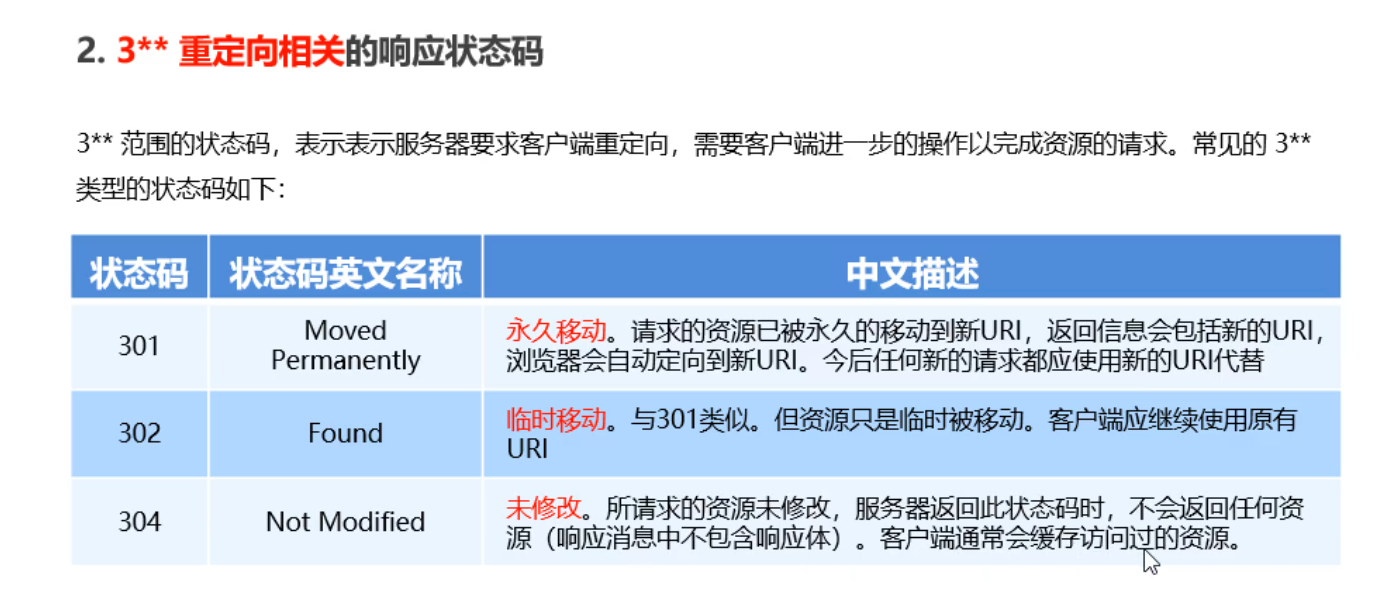 2. 3** 重定向相关的响应状态码
3** 范围的状态码，表示表示服务器要求客户端重定向，需要客户端进一步的操作以完成资源的请求。常见的 3**
类型的状态码如下：
状态码 状态码英文名称 中文描述
301 Moved Permanently 永久移动。请求的资源已被永久的移动到新URI，返回信息会包括新的URI，
浏览器会自动定向到新URI。今后任何新的请求都应使用新的URI代替
302 Found 临时移动。与301类似。但资源只是临时被移动。客户端应继续使用原有
URI
304 Not Modified 未修改。所请求的资源未修改，服务器返回此状态码时，不会返回任何资
源（响应消息中不包含响应体）。客户端通常会缓存访问过的资源。